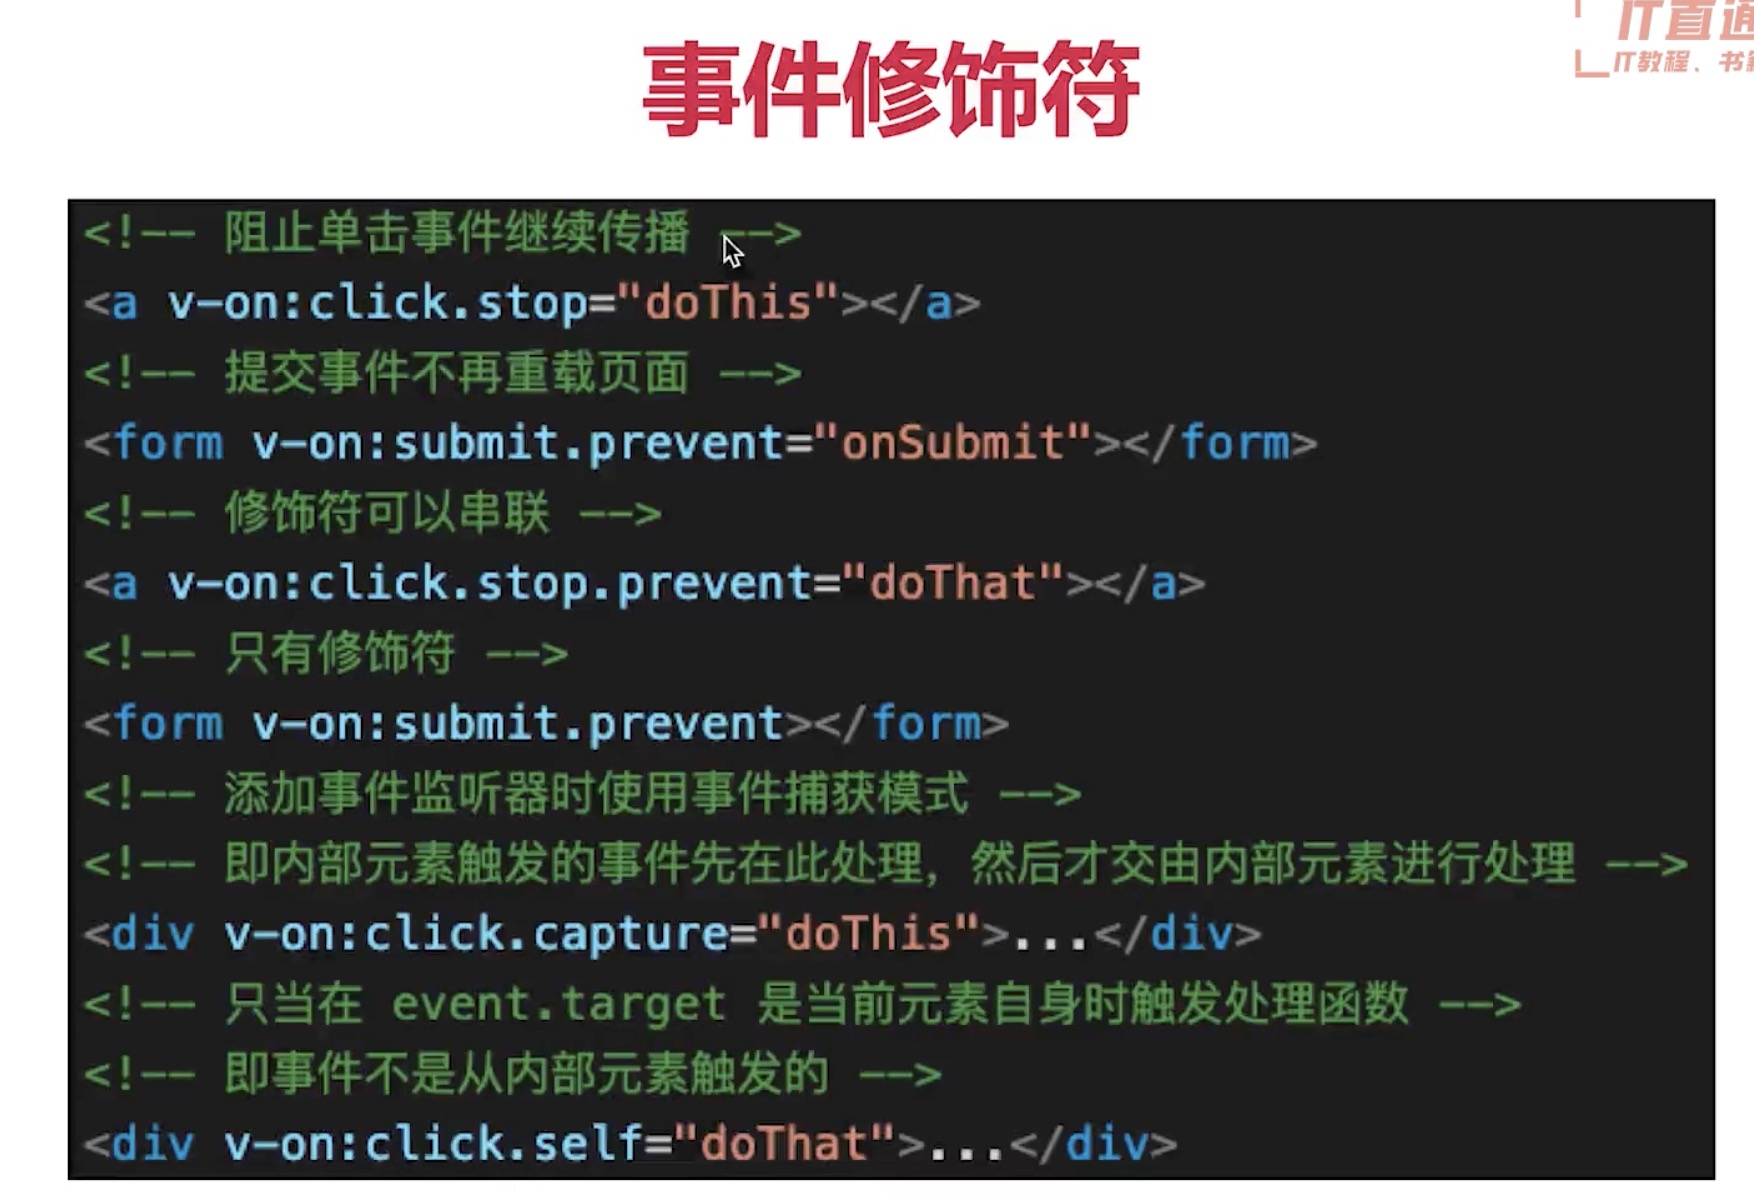 IT直通
IT教程、书籍
事件修饰符
<!-- 阻止单击事件继续传播 -->
<a v-on:click.stop="doThis"></a>
<!-- 提交事件不再重载页面 -->
<form v-on:submit.prevent="onSubmit"></form>
<!-- 修饰符可以串联 -->
<a v-on:click.stop.prevent="doThat"></a>
<!-- 只有修饰符 -->
<form v-on:submit.prevent></form>
<!-- 添加事件监听器时使用事件捕获模式 -->
<!-- 即内部元素触发的事件先在此处理，然后才交由内部元素进行处理 -->
<div v-on:click.capture="doThis">...</div>
<!-- 只当在 event.target 是当前元素自身时触发处理函数 -->
<!-- 即事件不是从内部元素触发的 -->
<div v-on:click.self="doThat">...</div>